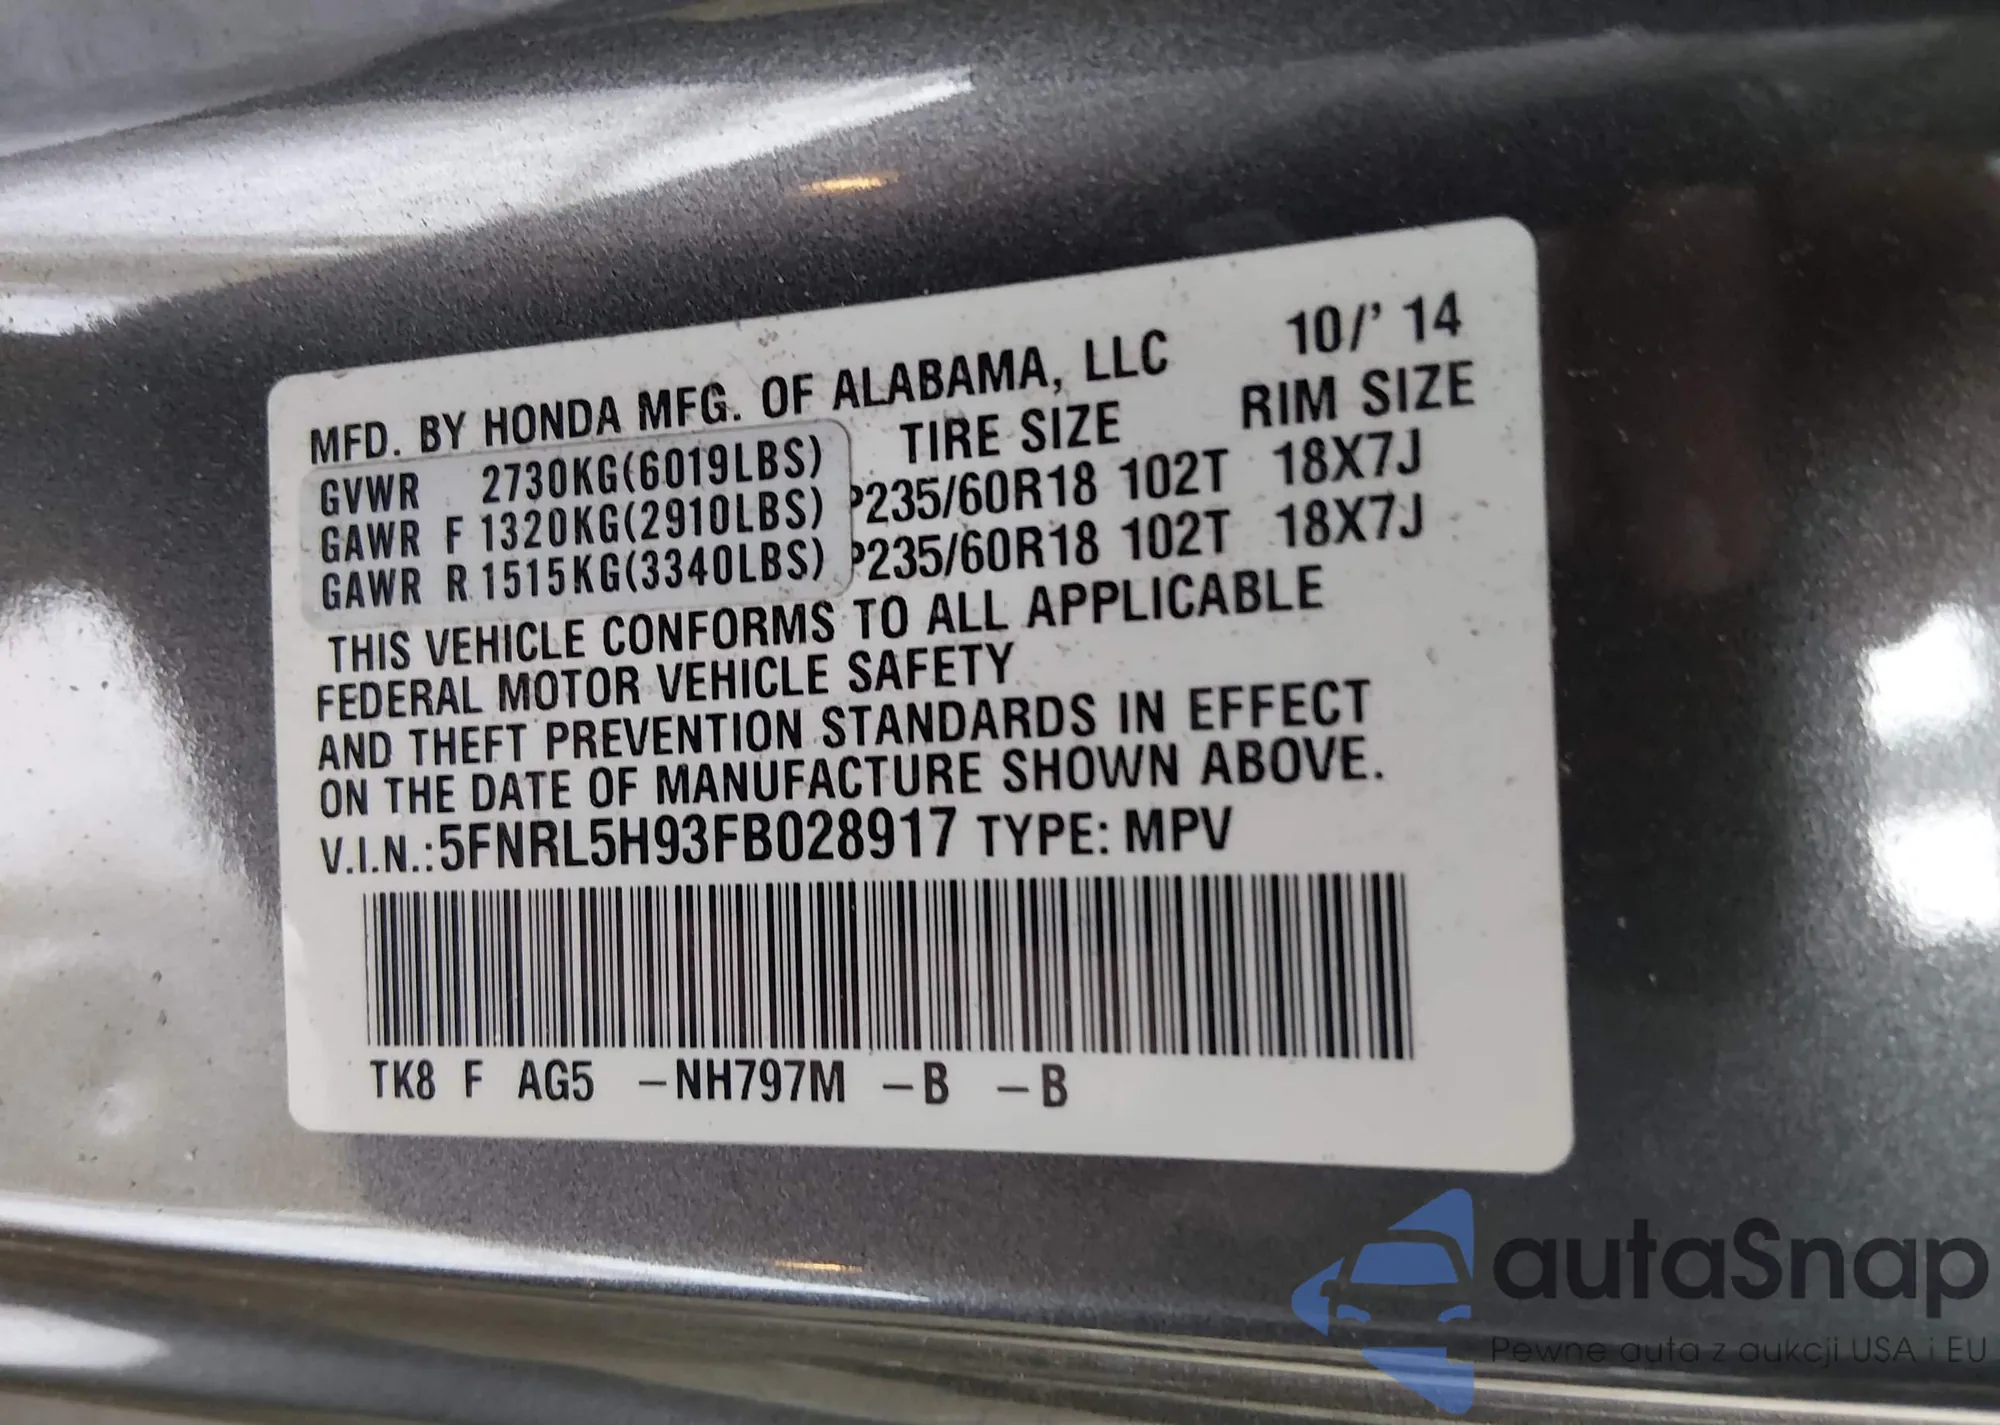 MFD. BY HONDA MFG. OF ALABAMA, LLC 10/' 14
TIRE SIZE RIM SIZE
GVWR 2730KG(6019LBS)
GAWR F 1320KG(2910LBS) P235/60R18 102T 18X7J
GAWR R 1515KG(3340LBS) P235/60R18 102T 18X7J
THIS VEHICLE CONFORMS TO ALL APPLICABLE
FEDERAL MOTOR VEHICLE SAFETY
AND THEFT PREVENTION STANDARDS IN EFFECT
ON THE DATE OF MANUFACTURE SHOWN ABOVE.
V.I.N.:5FNRL5H93FB028917 TYPE: MPV
TK8 F AG5 -NH797M -B -B
autaSnap
Pewne auta z aukcji USA i EU